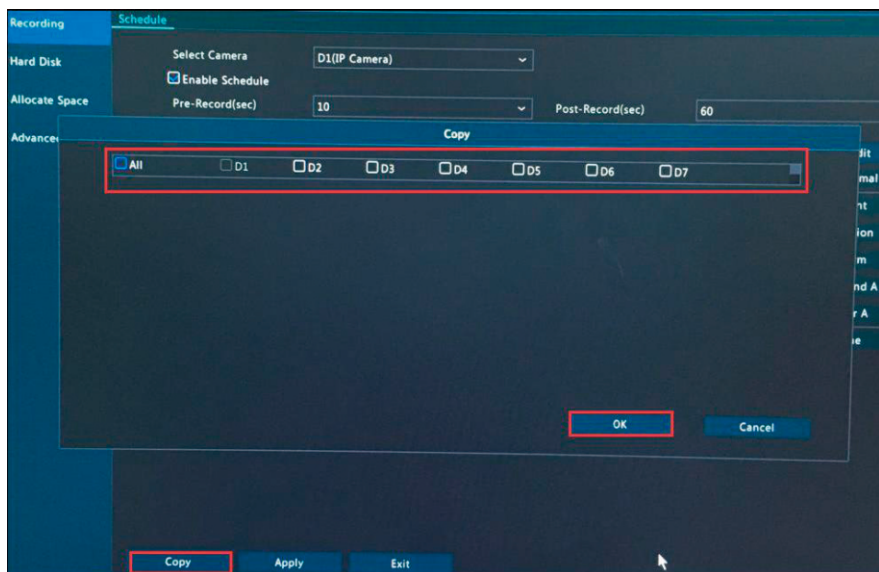 Recording
Schedule
Hard Disk
Select Camera
D1(IP Camera)
Enable Schedule
Allocate Space
Pre-Record(sec)
10
Post-Record(sec)
60
Copy
All
D1
D2
D3
D4
D5
D6
D7
OK
Cancel
Copy
Apply
Exit